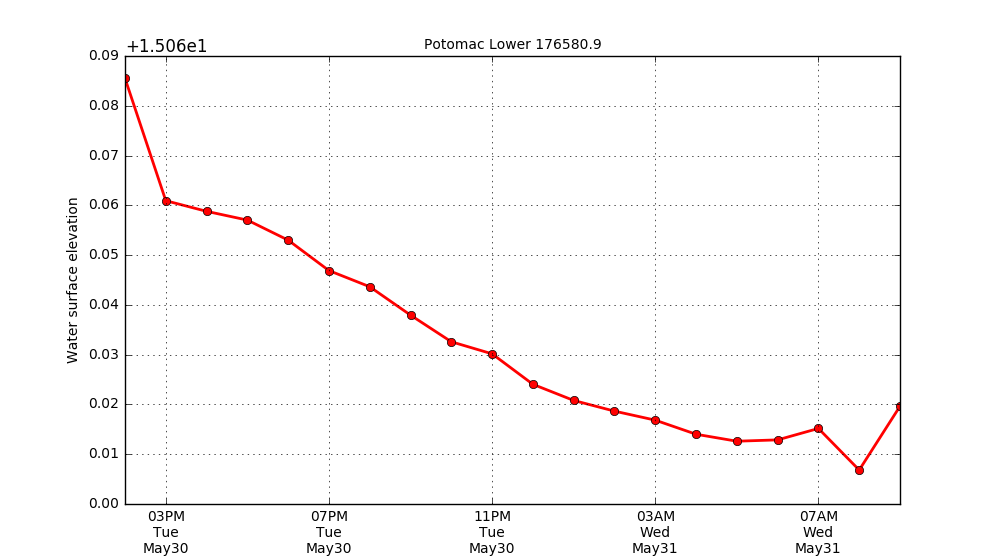 +1.506e1
Potomac Lower 176580.9
0.09
0.08
0.07
0.06
0.05
0.04
0.03
0.02
0.01
0.00
Water surface elevation
03PM
Tue
May30
07PM
Tue
May30
11PM
Tue
May30
03AM
Wed
May31
07AM
Wed
May31